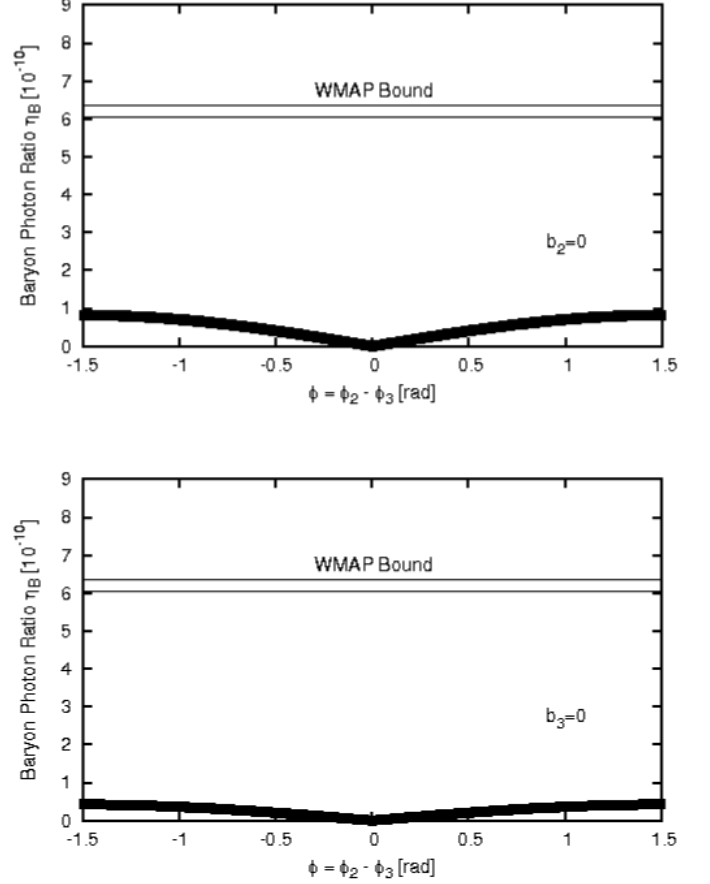 9
8
7
6
5
4
3
2
1
0
Baryon Photon Ratio η_B [10^-10]
WMAP Bound
b_2=0
-1.5 -1 -0.5 0 0.5 1 1.5
ϕ = ϕ_2 - ϕ_3 [rad]
9
8
7
6
5
4
3
2
1
0
Baryon Photon Ratio η_B [10^-10]
WMAP Bound
b_3=0
-1.5 -1 -0.5 0 0.5 1 1.5
ϕ = ϕ_2 - ϕ_3 [rad]